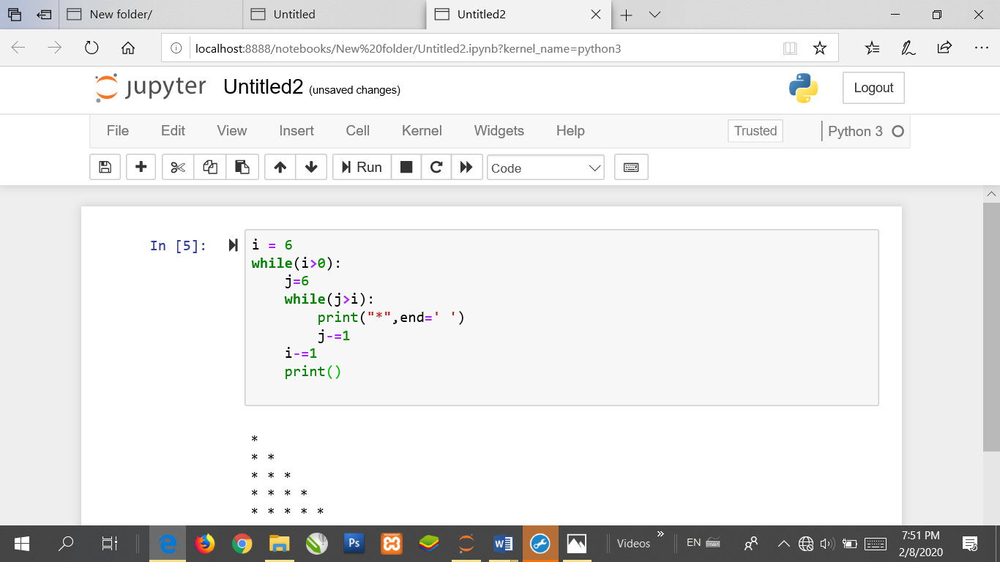 New folder/
Untitled
Untitled2
localhost:8888/notebooks/New%20folder/Untitled2.ipynb?kernel_name=python3
jupyter Untitled2 (unsaved changes)
Logout
File Edit View Insert Cell Kernel Widgets Help
Trusted
Python 3
Run
Code
In [5]:
i = 6
while(i>0):
    j=6
    while(j>i):
        print("*",end=' ')
        j-=1
    i-=1
    print()
*
* *
* * *
* * * *
* * * * *
Ps
Videos
EN
7:51 PM
2/8/2020